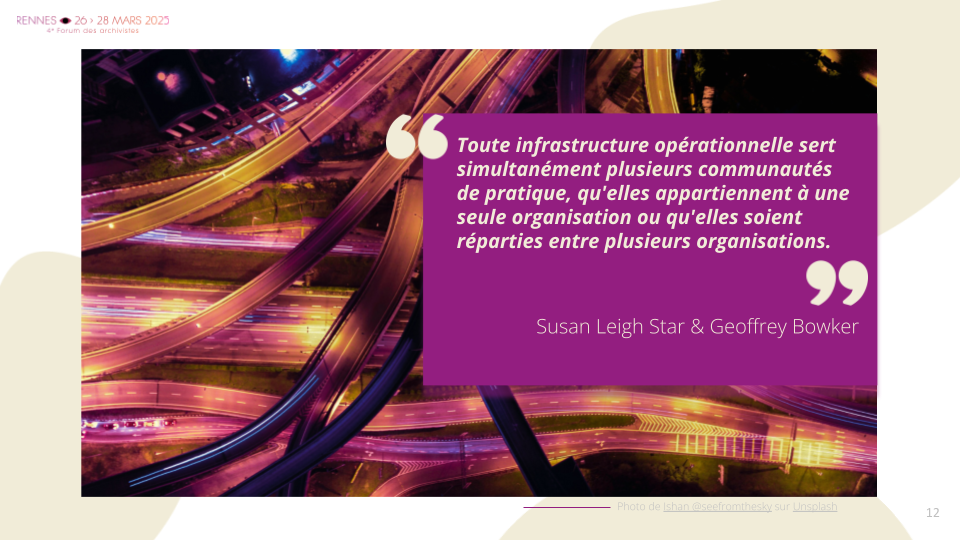 RENNES 26 > 28 MARS 2025
4e Forum des archivistes
“
Toute infrastructure opérationnelle sert
simultanément plusieurs communautés
de pratique, qu'elles appartiennent à une
seule organisation ou qu'elles soient
réparties entre plusieurs organisations.
”
Susan Leigh Star & Geoffrey Bowker
Photo de Ishan @seefromthesky sur Unsplash
12